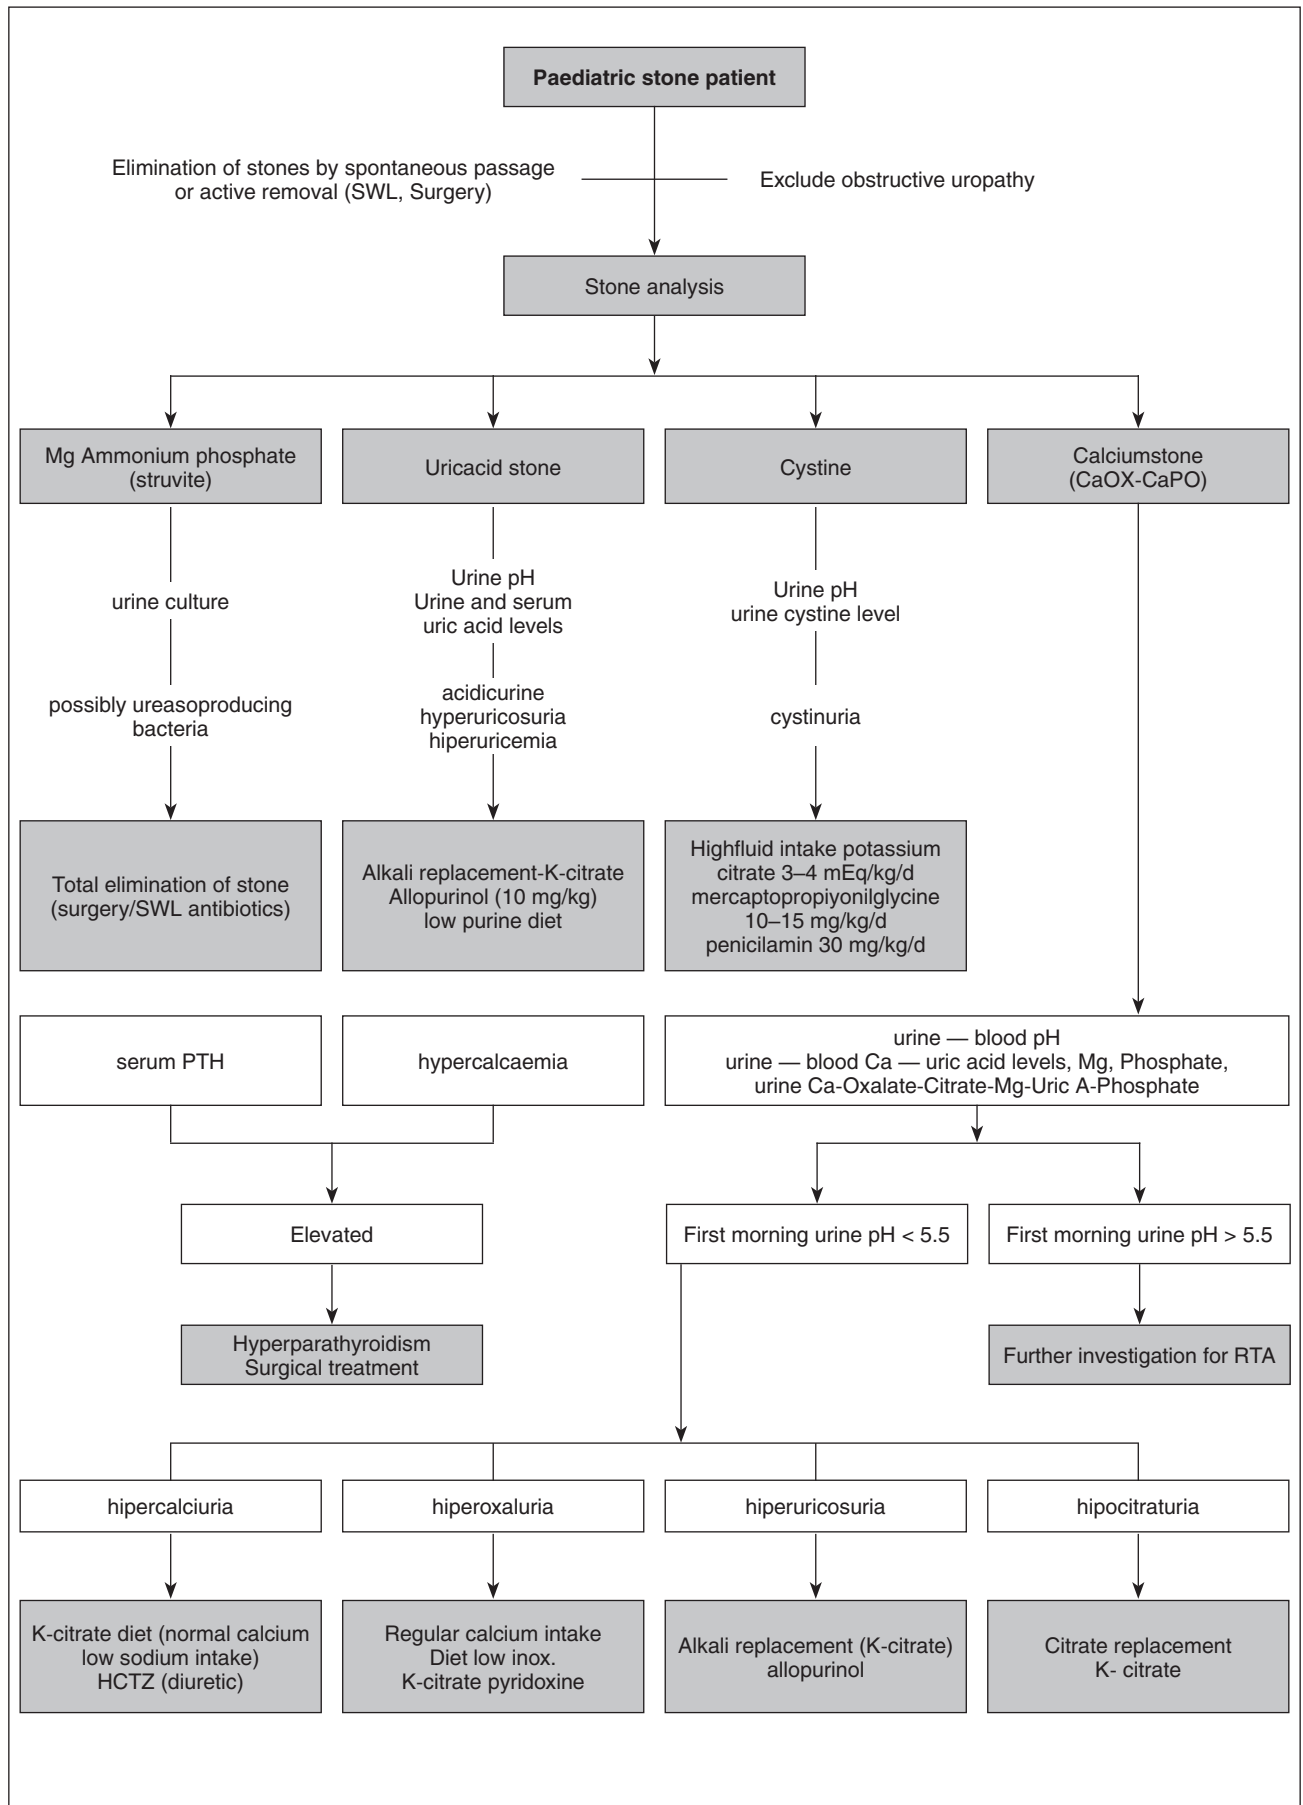 Paediatric stone patient
Elimination of stones by spontaneous passage
or active removal (SWL, Surgery)
Exclude obstructive uropathy
Stone analysis
Mg Ammonium phosphate
(struvite)
Uricacid stone
Cystine
Calciumstone
(CaOX-CaPO)
urine culture
Urine pH
Urine and serum
uric acid levels
Urine pH
urine cystine level
possibly ureasoproducing
bacteria
acidicurine
hyperuricosuria
hiperuricemia
cystinuria
Total elimination of stone
(surgery/SWL antibiotics)
Alkali replacement-K-citrate
Allopurinol (10 mg/kg)
low purine diet
Highfluid intake potassium
citrate 3–4 mEq/kg/d
mercaptopropiyonilglycine
10–15 mg/kg/d
penicilamin 30 mg/kg/d
serum PTH
hypercalcaemia
urine — blood pH
urine — blood Ca — uric acid levels, Mg, Phosphate,
urine Ca-Oxalate-Citrate-Mg-Uric A-Phosphate
Elevated
First morning urine pH < 5.5
First morning urine pH > 5.5
Hyperparathyroidism
Surgical treatment
Further investigation for RTA
hipercalciuria
hiperoxaluria
hiperuricosuria
hipocitraturia
K-citrate diet (normal calcium
low sodium intake)
HCTZ (diuretic)
Regular calcium intake
Diet low inox.
K-citrate pyridoxine
Alkali replacement (K-citrate)
allopurinol
Citrate replacement
K- citrate